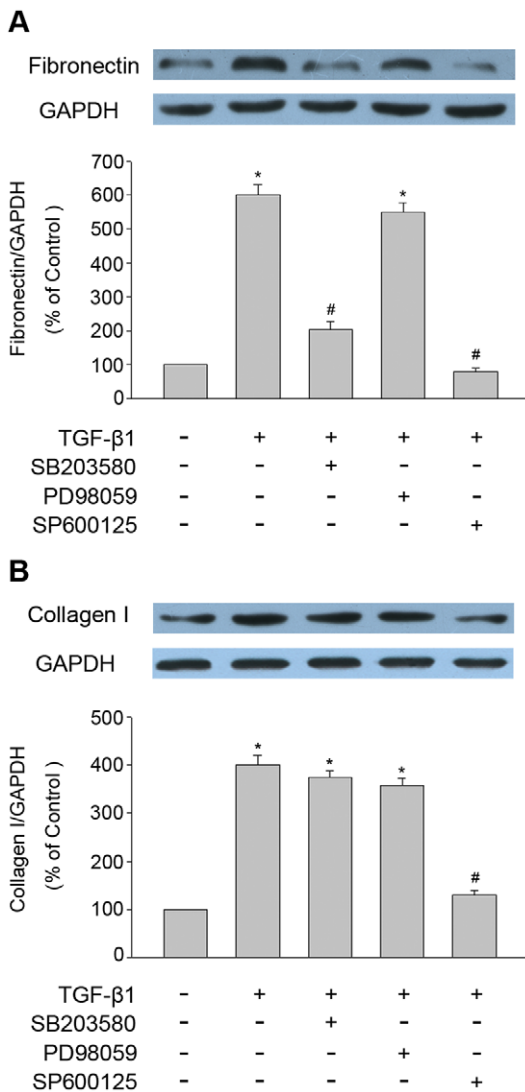 A
Fibronectin
GAPDH
Fibronectin/GAPDH
(% of Control )
700
600
500
400
300
200
100
0
*
#
*
#
TGF-β1 - + + + +
SB203580 - - + - -
PD98059 - - - + -
SP600125 - - - - +
B
Collagen I
GAPDH
Collagen I/GAPDH
(% of Control )
500
400
300
200
100
0
*
*
*
#
TGF-β1 - + + + +
SB203580 - - + - -
PD98059 - - - + -
SP600125 - - - - +